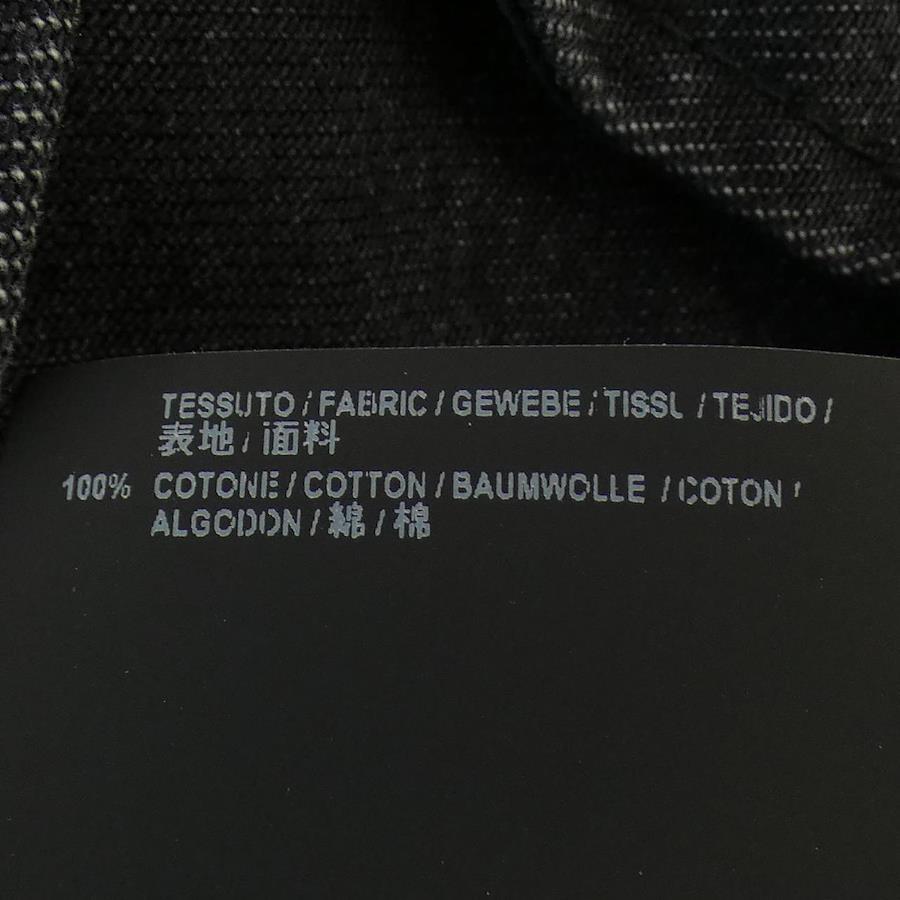 TESSUTO / FABRIC / GEWEBE / TISSU / TEJIDO /
表地 / 面料
100% COTONE / COTTON / BAUMWOLLE / COTON /
ALGODON / 綿 / 棉